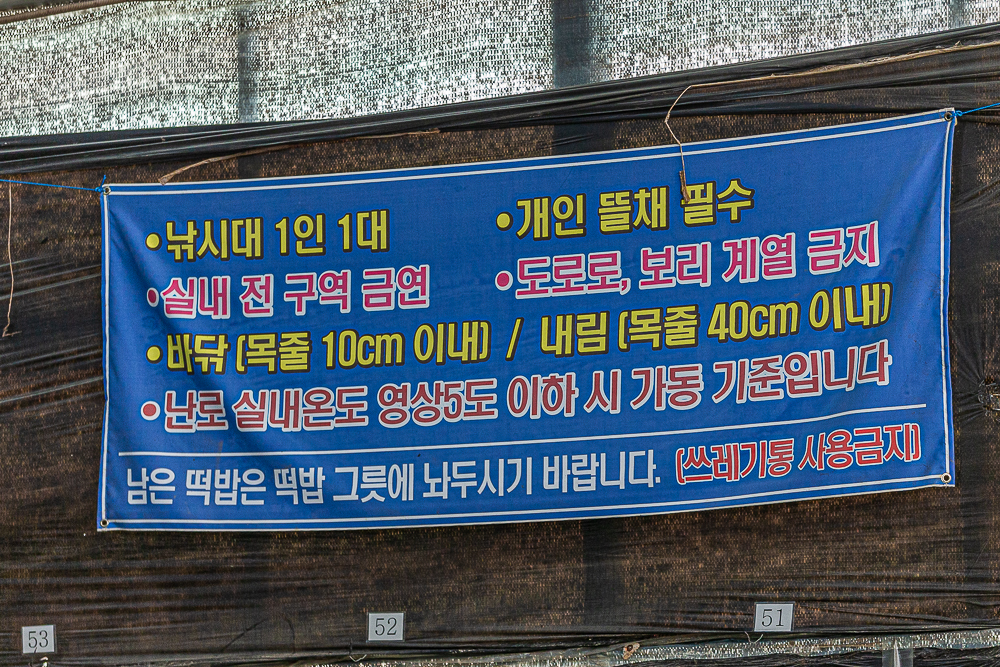 •낚시대 1인 1대 •개인 뜰채 필수
•실내 전 구역 금연 •도로로, 보리 계열 금지
•바닦 (목줄 10cm 이내) / 내림 (목줄 40cm 이내)
•난로 실내온도 영상5도 이하 시 가동 기준입니다
남은 떡밥은 떡밥 그릇에 놔두시기 바랍니다. (쓰레기통 사용금지)
53 52 51